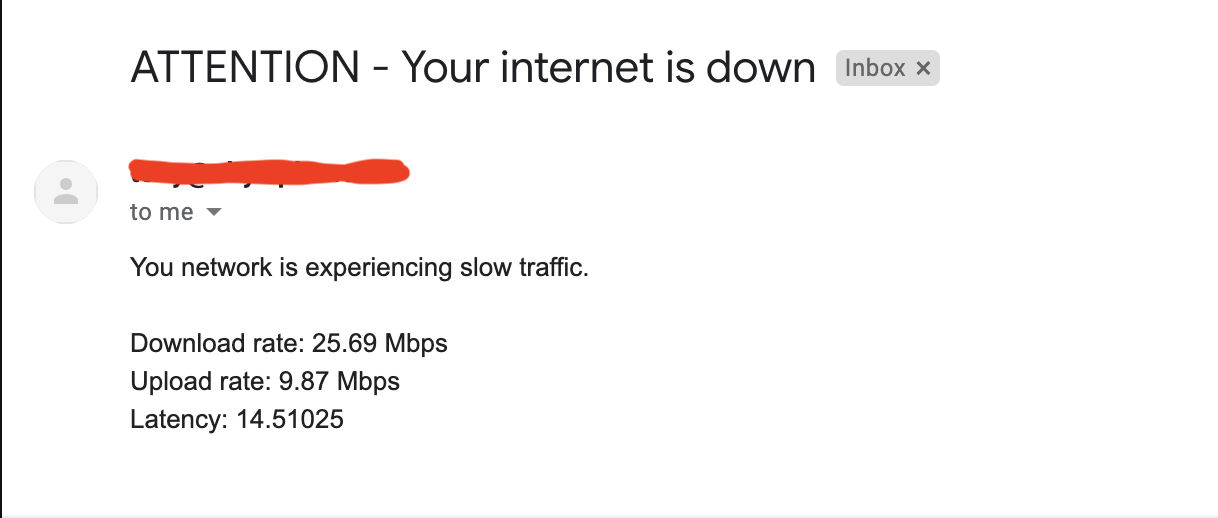 ATTENTION - Your internet is down Inbox ×
to me
You network is experiencing slow traffic.
Download rate: 25.69 Mbps
Upload rate: 9.87 Mbps
Latency: 14.51025